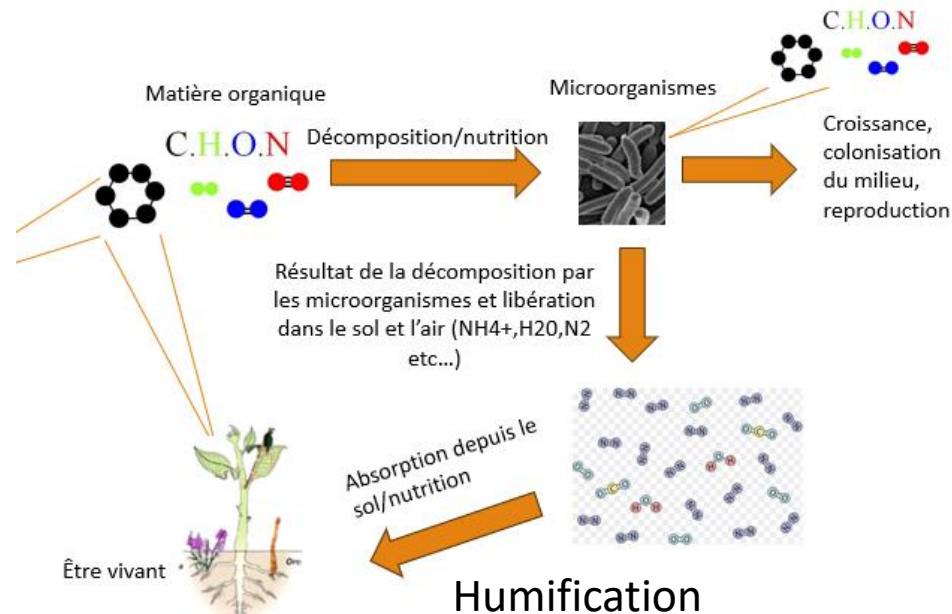 C.H.O.N
Matière organique
C.H.O.N
Décomposition/nutrition
Microorganismes
Croissance,
colonisation
du milieu,
reproduction
Résultat de la décomposition par
les microorganismes et libération
dans le sol et l’air (NH4+,H20,N2
etc…)
Absorption depuis le
sol/nutrition
Être vivant
Humification